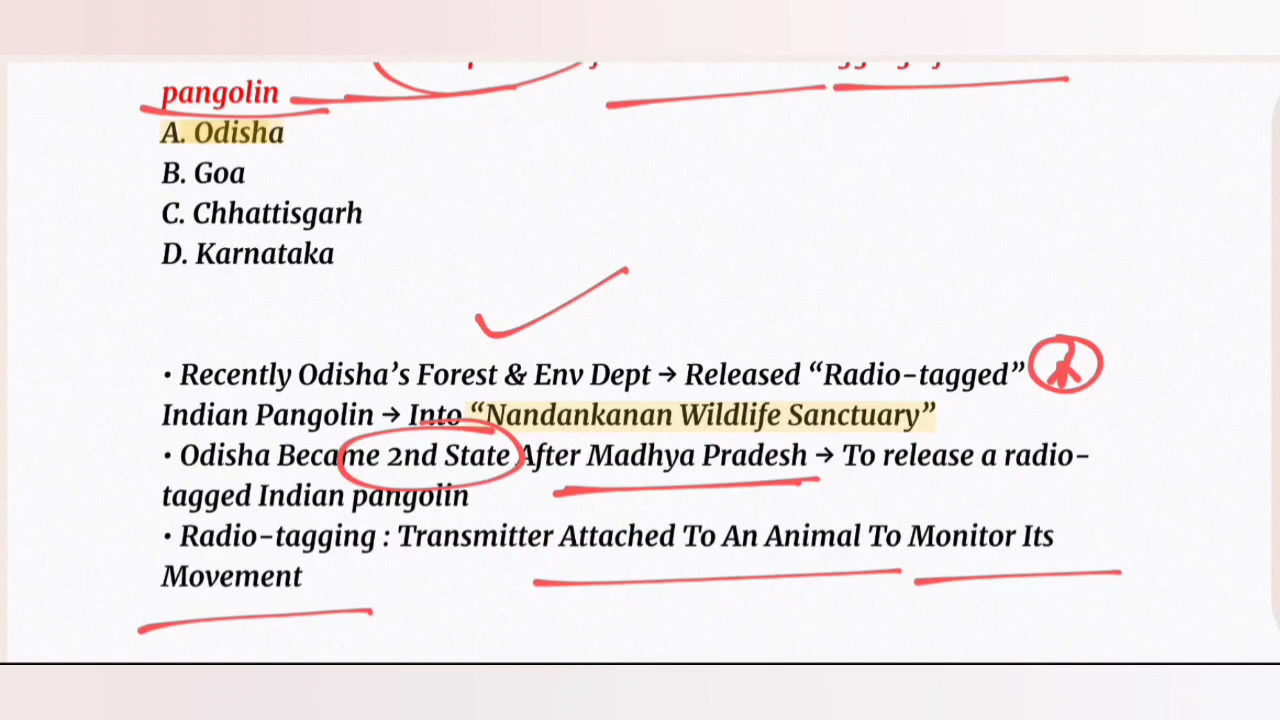 pangolin
A. Odisha
B. Goa
C. Chhattisgarh
D. Karnataka
• Recently Odisha’s Forest & Env Dept → Released “Radio-tagged”
Indian Pangolin → Into “Nandankanan Wildlife Sanctuary”
• Odisha Became 2nd State After Madhya Pradesh → To release a radio-
tagged Indian pangolin
• Radio-tagging : Transmitter Attached To An Animal To Monitor Its
Movement